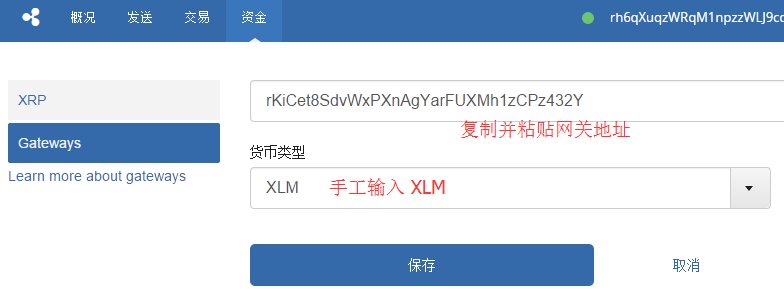 概况 发送 交易 资金 rh6qXuqzWRqM1npzzWLJ9cc
XRP
rKiCet8SdvWxPXnAgYarFUXMh1zCPz432Y
复制并粘贴网关地址
Gateways
货币类型
Learn more about gateways
XLM 手工输入 XLM
保存 取消